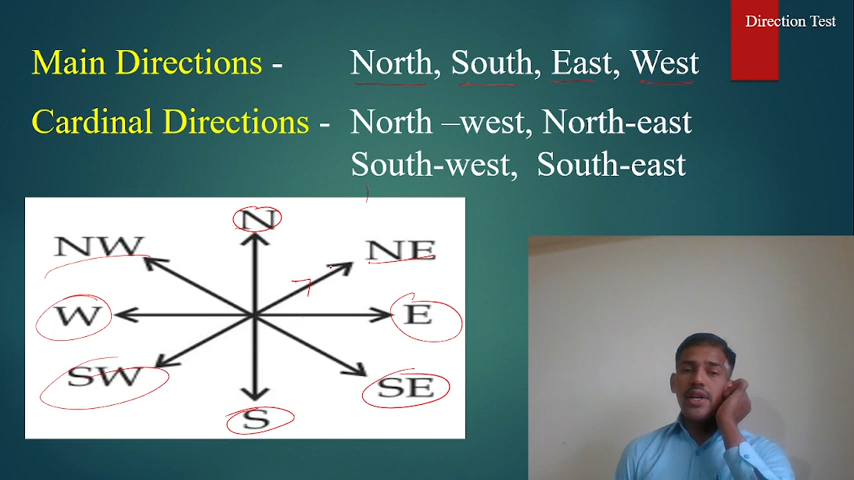 Direction Test
Main Directions - North, South, East, West
Cardinal Directions - North –west, North-east
South-west, South-east
N
NW NE
W E
SW SE
S